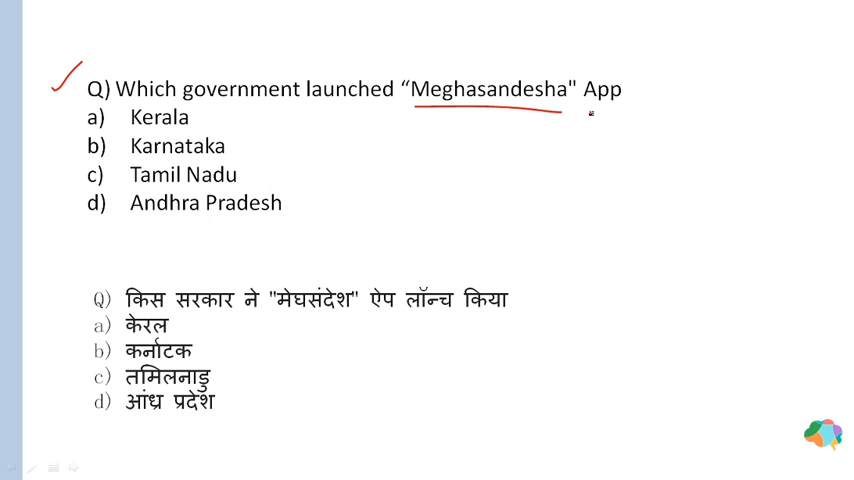 Q) Which government launched “Meghasandesha" App
a) Kerala
b) Karnataka
c) Tamil Nadu
d) Andhra Pradesh
Q) किस सरकार ने "मेघसंदेश" ऐप लॉन्च किया
a) केरल
b) कर्नाटक
c) तमिलनाडु
d) आंध्र प्रदेश